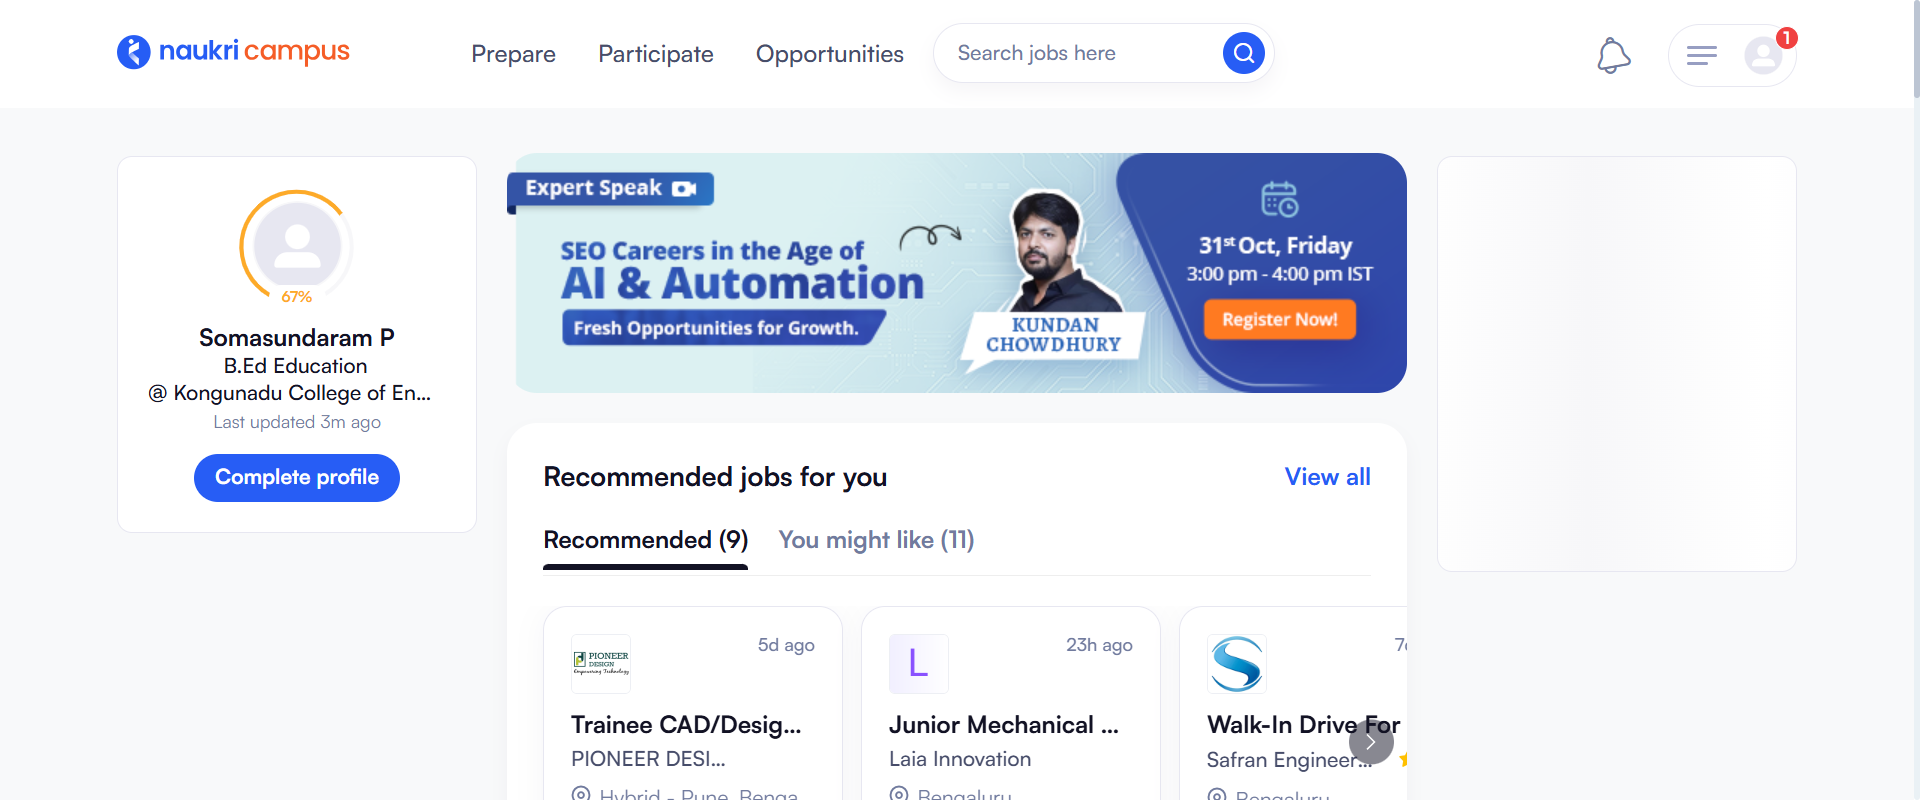 naukri campus
Prepare
Participate
Opportunities
Search jobs here
1
67%
Somasundaram P
B.Ed Education
@ Kongunadu College of En...
Last updated 3m ago
Complete profile
Expert Speak
SEO Careers in the Age of
AI & Automation
Fresh Opportunities for Growth.
KUNDAN
CHOWDHURY
31st Oct, Friday
3:00 pm - 4:00 pm IST
Register Now!
Recommended jobs for you
View all
Recommended (9)
You might like (11)
PIONEER
DESIGN
Empowering Technology
5d ago
Trainee CAD/Desig...
PIONEER DESI...
Hybrid - Pune, Benga
L
23h ago
Junior Mechanical ...
Laia Innovation
Bengaluru
7
Walk-In Drive For
Safran Engineer...
Bengaluru